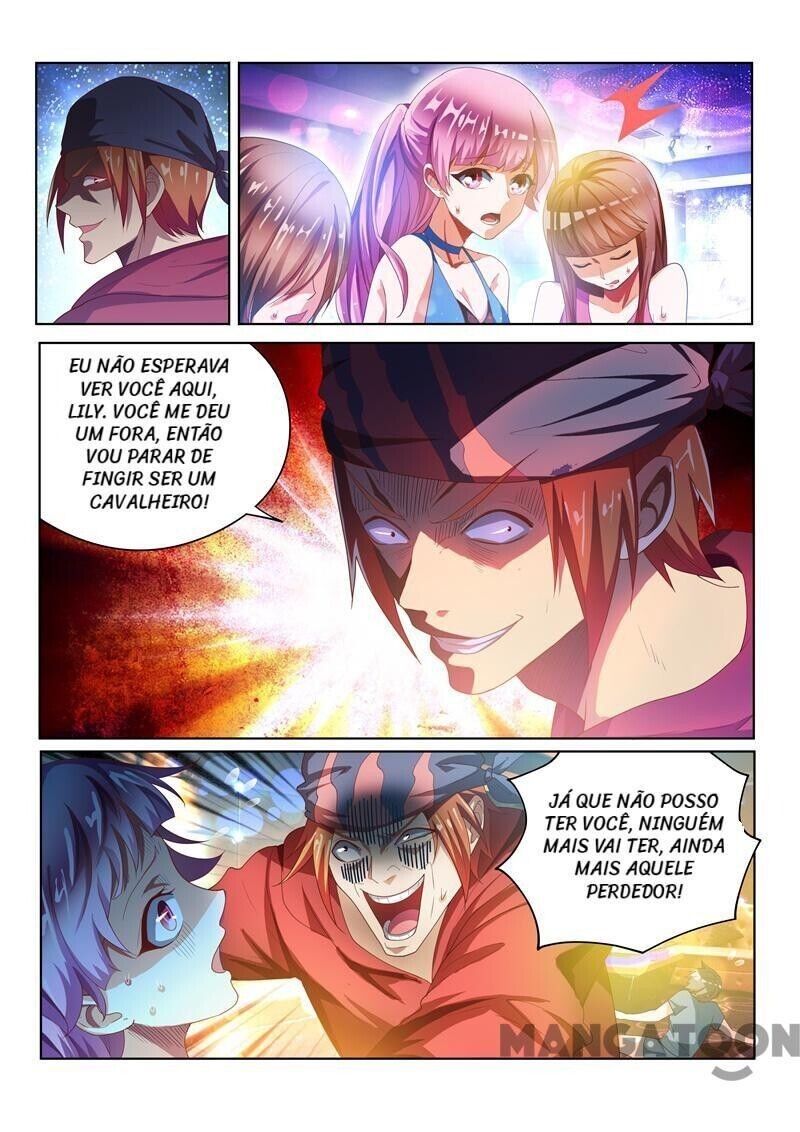 EU NÃO ESPERAVA
VER VOCÊ AQUI,
LILY. VOCÊ ME DEU
UM FORA, ENTÃO
VOU PARAR DE
FINGIR SER UM
CAVALHEIRO!
JÁ QUE NÃO POSSO
TER VOCÊ, NINGUÉM
MAIS VAI TER, AINDA
MAIS AQUELE
PERDEDOR!
MANGATOON